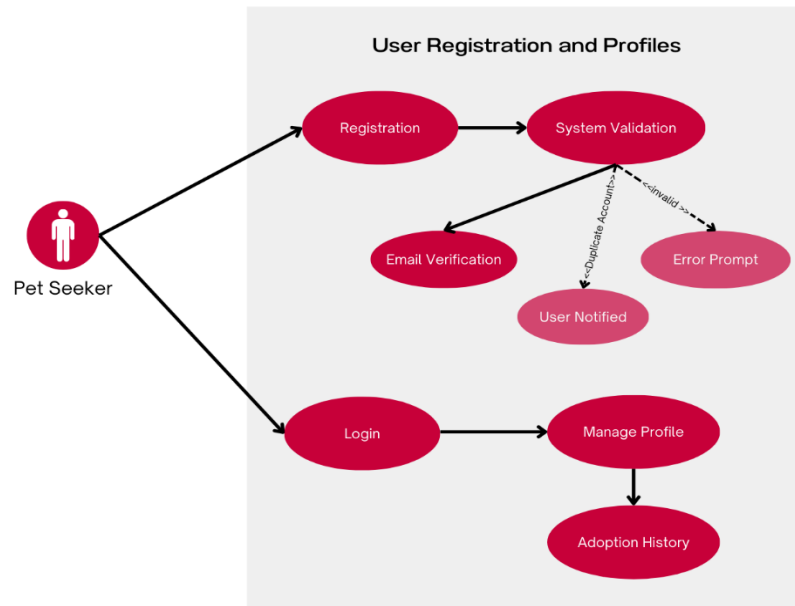 User Registration and Profiles
Registration
System Validation
<<Duplicate Account>>
<<invalid >>
Pet Seeker
Email Verification
Error Prompt
User Notified
Login
Manage Profile
Adoption History